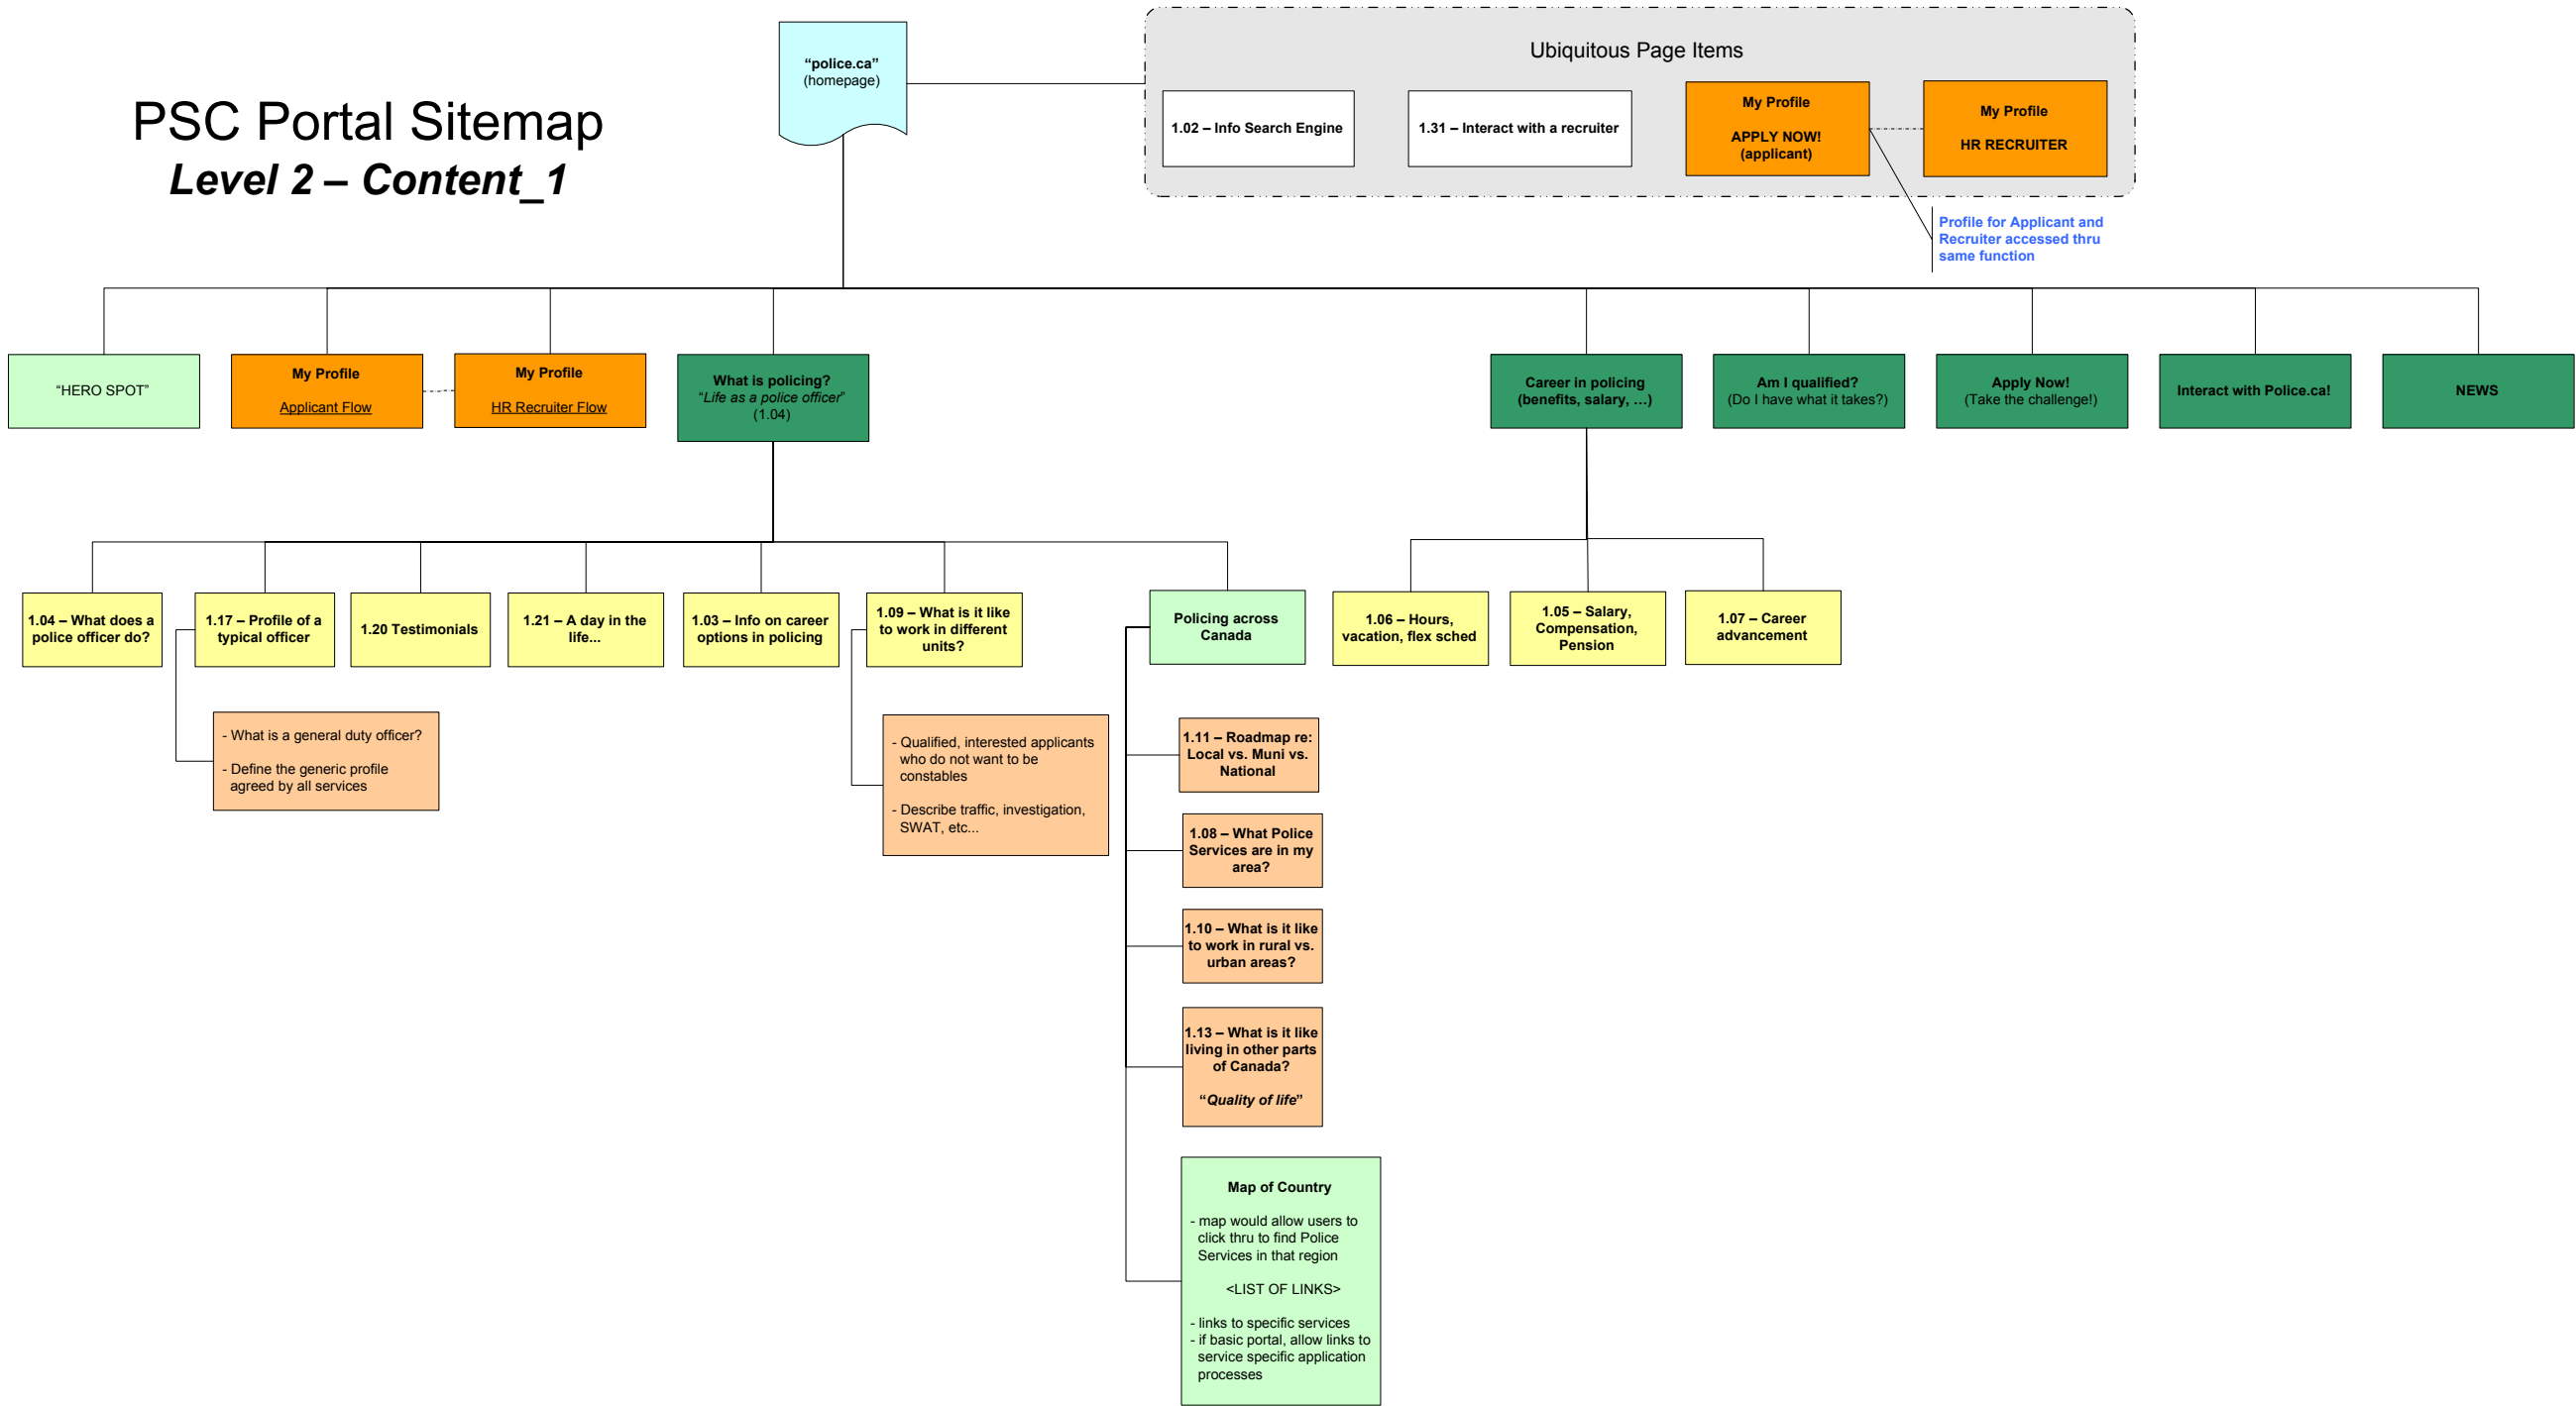 PSC Portal Sitemap
Level 2 – Content_1
“police.ca”
(homepage)
Ubiquitous Page Items
1.02 – Info Search Engine
1.31 – Interact with a recruiter
My Profile
APPLY NOW!
(applicant)
My Profile
HR RECRUITER
Profile for Applicant and
Recruiter accessed thru
same function
“HERO SPOT”
My Profile
Applicant Flow
My Profile
HR Recruiter Flow
What is policing?
“Life as a police officer”
(1.04)
Career in policing
(benefits, salary, …)
Am I qualified?
(Do I have what it takes?)
Apply Now!
(Take the challenge!)
Interact with Police.ca!
NEWS
1.04 – What does a
police officer do?
1.17 – Profile of a
typical officer
1.20 Testimonials
1.21 – A day in the
life...
1.03 – Info on career
options in policing
1.09 – What is it like
to work in different
units?
Policing across
Canada
1.06 – Hours,
vacation, flex sched
1.05 – Salary,
Compensation,
Pension
1.07 – Career
advancement
- What is a general duty officer?
- Define the generic profile
agreed by all services
- Qualified, interested applicants
who do not want to be
constables
- Describe traffic, investigation,
SWAT, etc...
1.11 – Roadmap re:
Local vs. Muni vs.
National
1.08 – What Police
Services are in my
area?
1.10 – What is it like
to work in rural vs.
urban areas?
1.13 – What is it like
living in other parts
of Canada?
“Quality of life”
Map of Country
- map would allow users to
click thru to find Police
Services in that region
<LIST OF LINKS>
- links to specific services
- if basic portal, allow links to
service specific application
processes